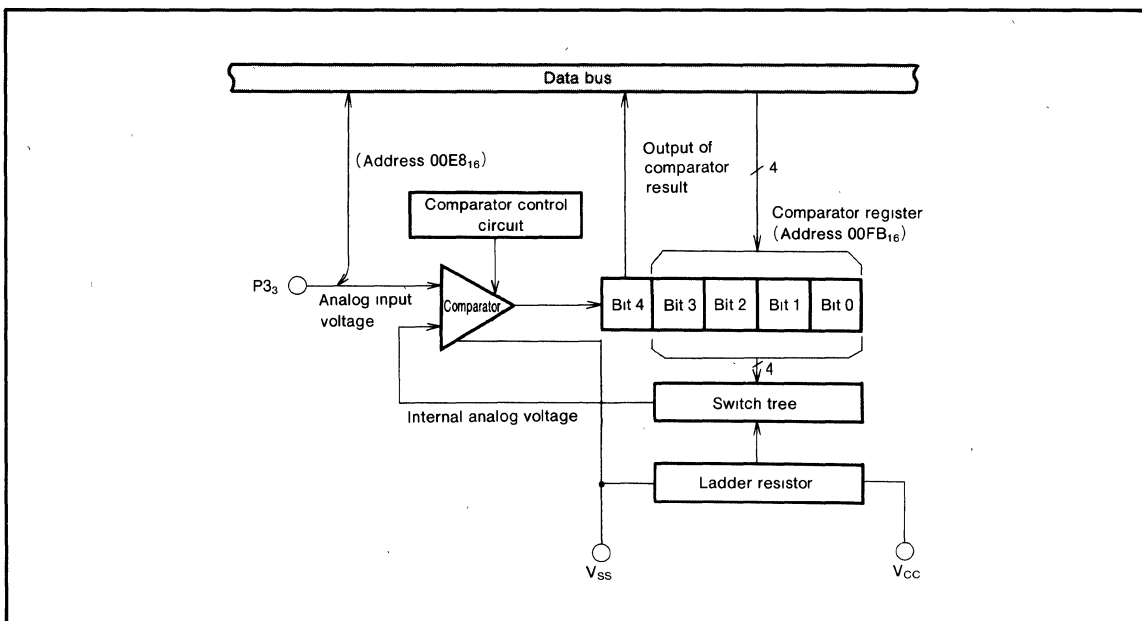 Data bus
(Address 00E8₁₆)
Output of
comparator
result
4
Comparator control
circuit
Comparator register
(Address 00FB₁₆)
P3₃
Analog input
voltage
Comparator
Bit 4
Bit 3
Bit 2
Bit 1
Bit 0
4
Internal analog voltage
Switch tree
Ladder resistor
V_SS
V_CC